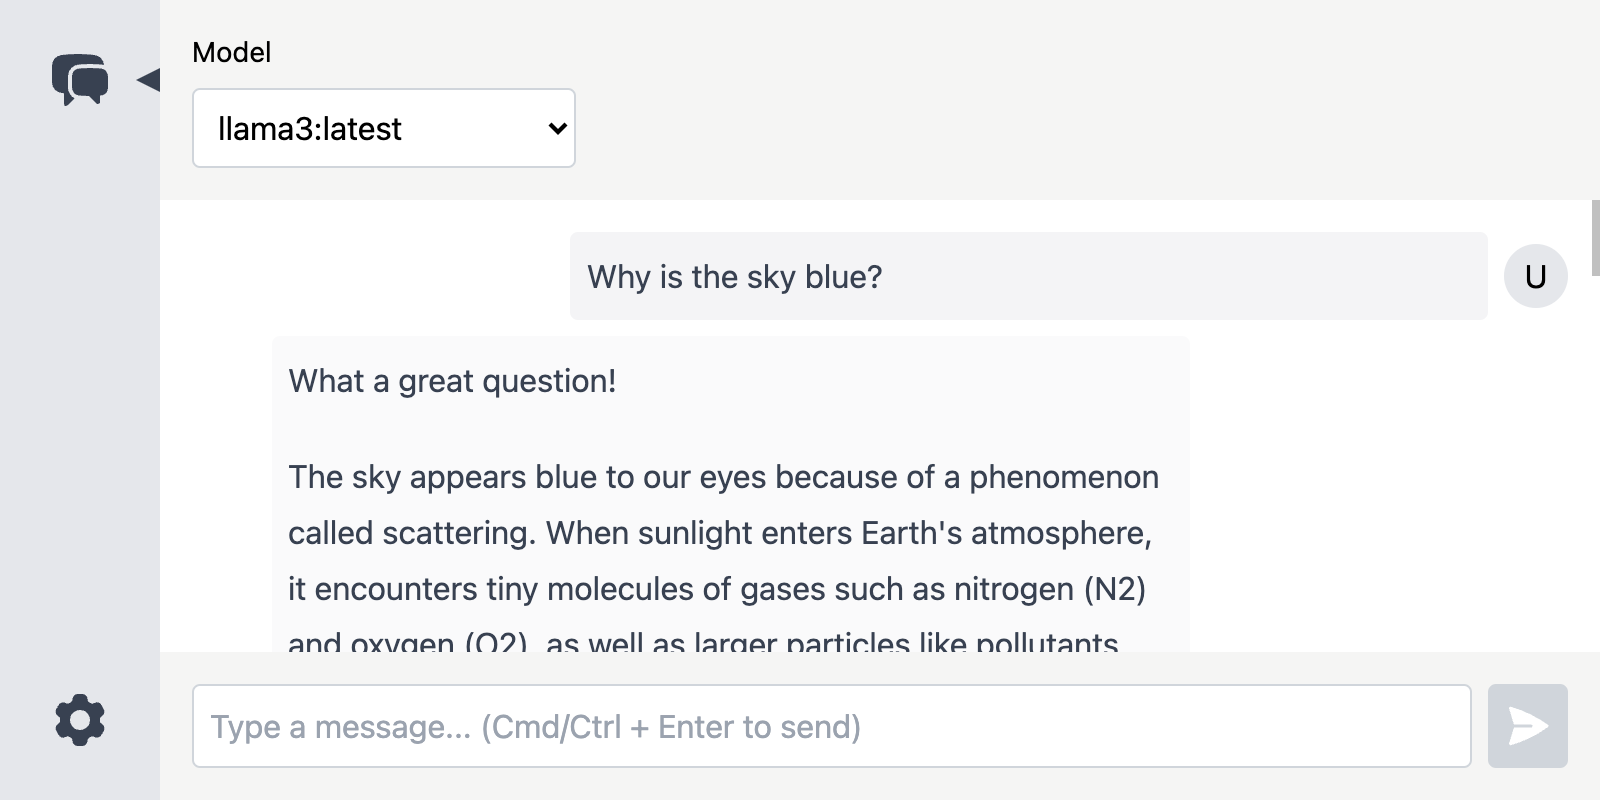 Model
llama3:latest
Why is the sky blue?
U
What a great question!
The sky appears blue to our eyes because of a phenomenon
called scattering. When sunlight enters Earth's atmosphere,
it encounters tiny molecules of gases such as nitrogen (N2)
and oxygen (O2), as well as larger particles like pollutants
Type a message... (Cmd/Ctrl + Enter to send)